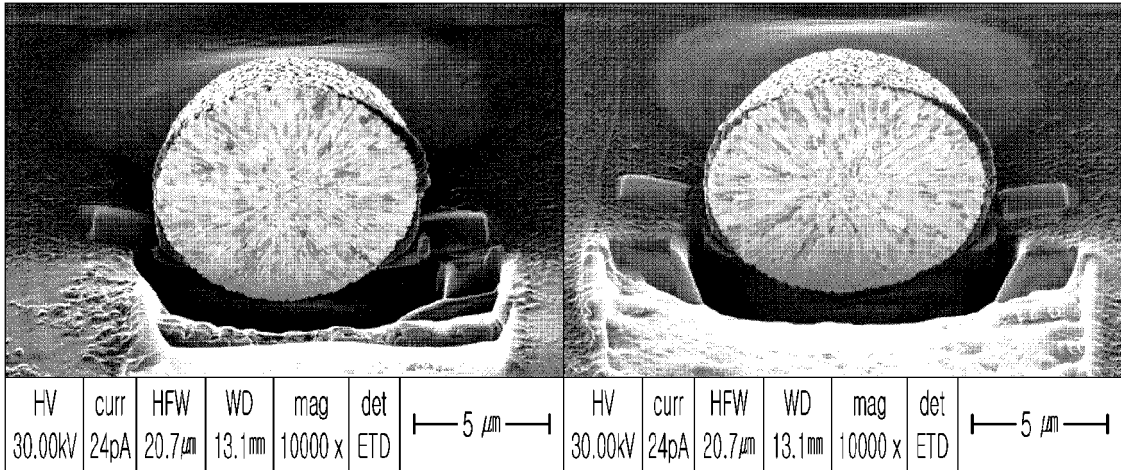 HV curr HFW WD mag det
30.00kV 24pA 20.7㎛ 13.1mm 10000 x ETD
5 ㎛
HV curr HFW WD mag det
30.00kV 24pA 20.7㎛ 13.1mm 10000 x ETD
5 ㎛